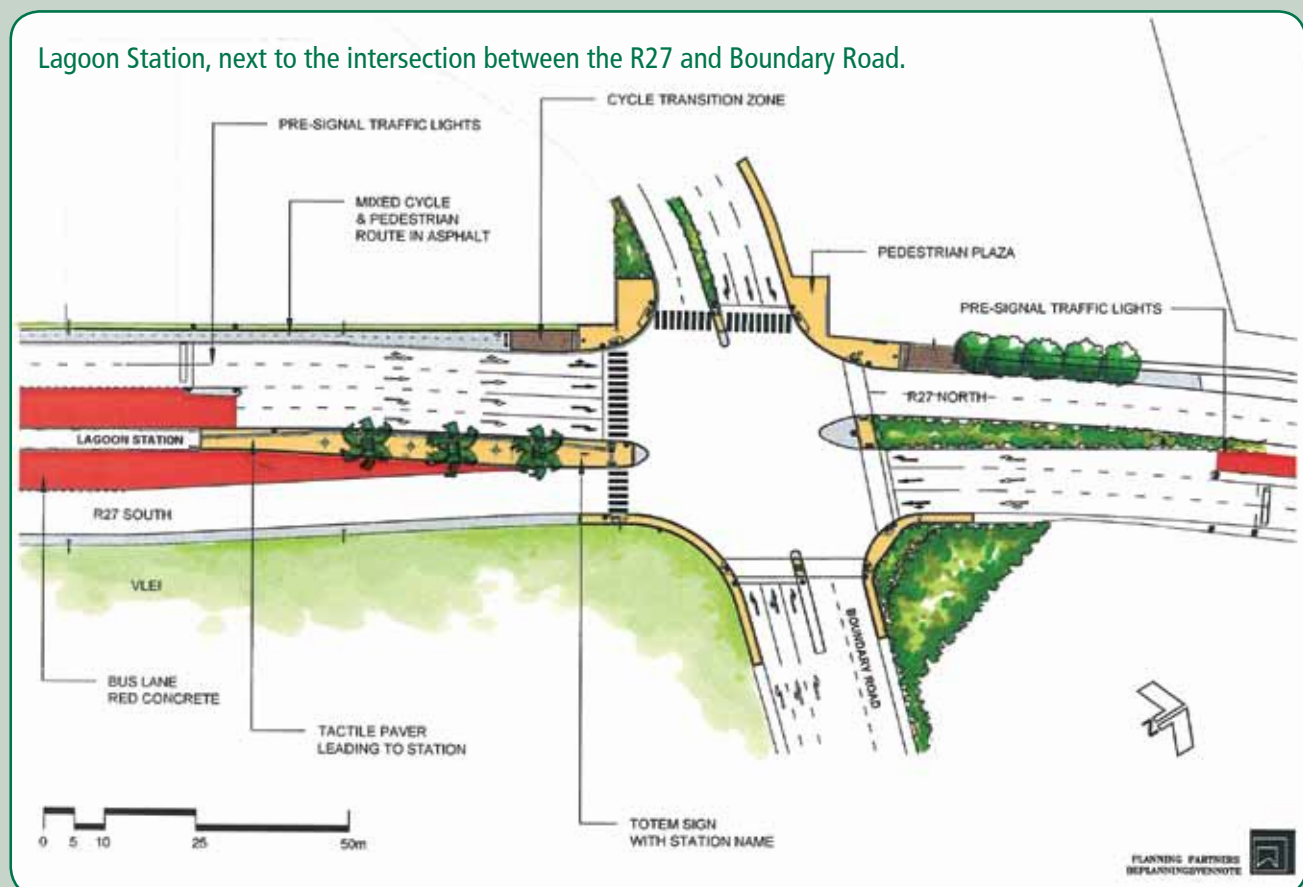 Lagoon Station, next to the intersection between the R27 and Boundary Road.
CYCLE TRANSITION ZONE
PRE-SIGNAL TRAFFIC LIGHTS
MIXED CYCLE
& PEDESTRIAN
ROUTE IN ASPHALT
PEDESTRIAN PLAZA
PRE-SIGNAL TRAFFIC LIGHTS
R27 NORTH
LAGOON STATION
R27 SOUTH
VLEI
BOUNDARY ROAD
BUS LANE
RED CONCRETE
TACTILE PAVER
LEADING TO STATION
TOTEM SIGN
WITH STATION NAME
0 5 10 25 50m
N
PLANNING PARTNERS
BEPLANNINGSVENNOTE